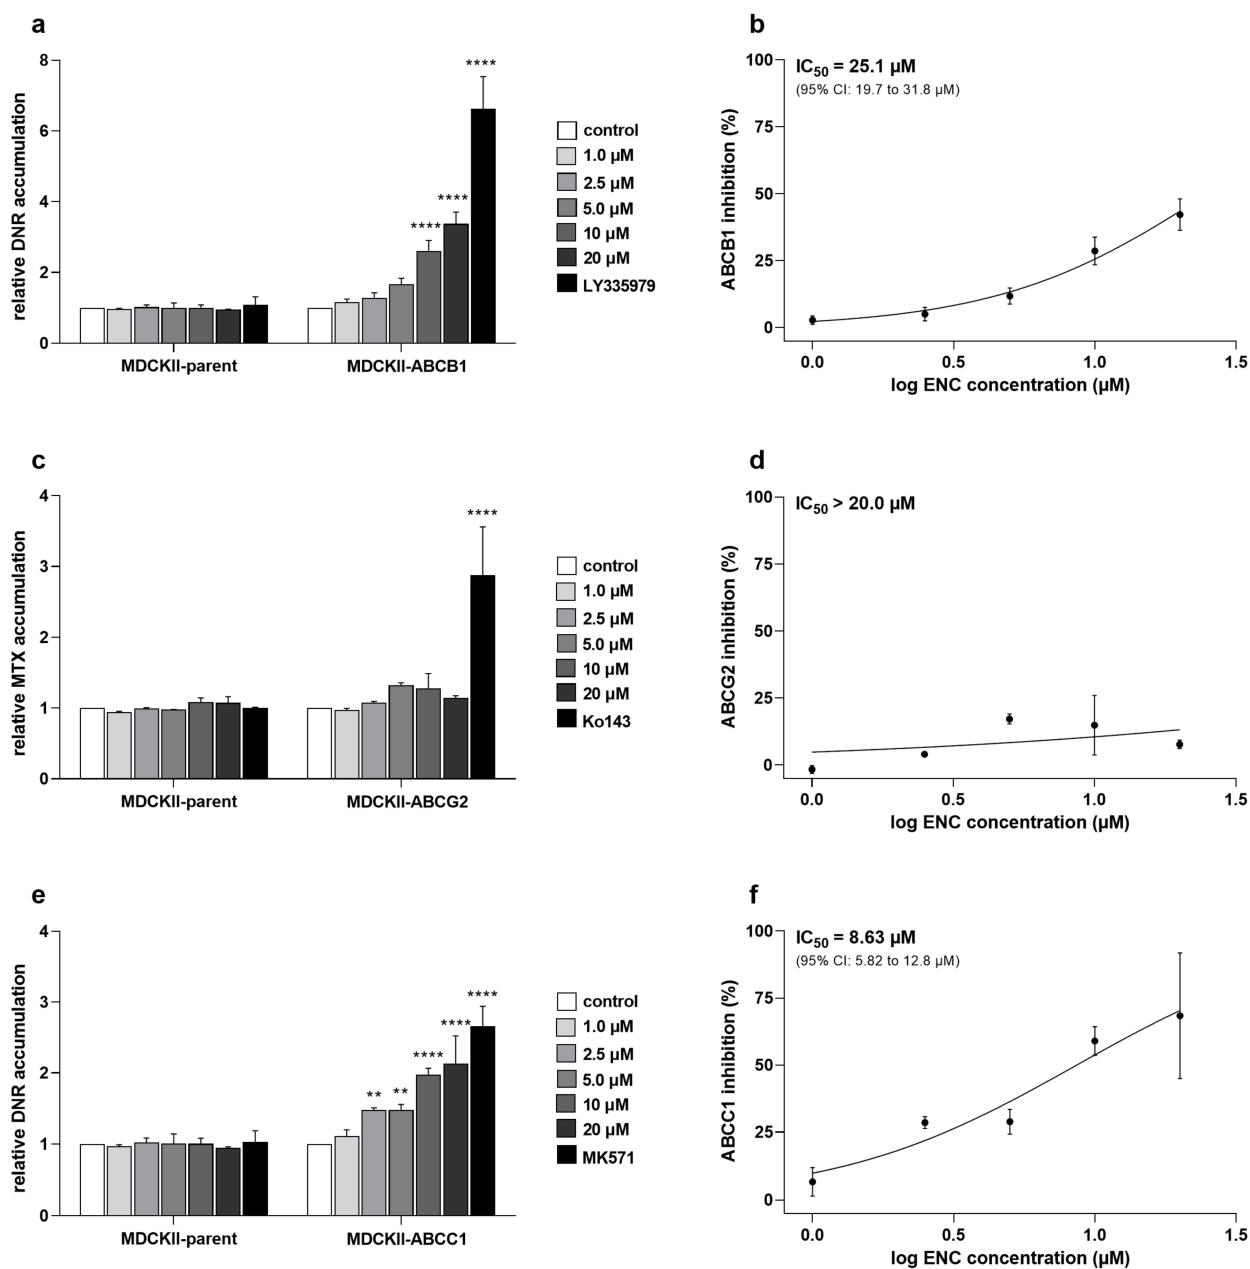 a
relative DNR accumulation
8
6
4
2
0
****
****
****
MDCKII-parent
MDCKII-ABCB1
control
1.0 µM
2.5 µM
5.0 µM
10 µM
20 µM
LY335979
b
ABCB1 inhibition (%)
100
75
50
25
0
IC50 = 25.1 µM
(95% CI: 19.7 to 31.8 µM)
0.0
0.5
1.0
1.5
log ENC concentration (µM)
c
relative MTX accumulation
4
3
2
1
0
****
MDCKII-parent
MDCKII-ABCG2
control
1.0 µM
2.5 µM
5.0 µM
10 µM
20 µM
Ko143
d
ABCG2 inhibition (%)
100
75
50
25
0
IC50 > 20.0 µM
0.0
0.5
1.0
1.5
log ENC concentration (µM)
e
relative DNR accumulation
4
3
2
1
0
**
**
****
****
****
MDCKII-parent
MDCKII-ABCC1
control
1.0 µM
2.5 µM
5.0 µM
10 µM
20 µM
MK571
f
ABCC1 inhibition (%)
100
75
50
25
0
IC50 = 8.63 µM
(95% CI: 5.82 to 12.8 µM)
0.0
0.5
1.0
1.5
log ENC concentration (µM)